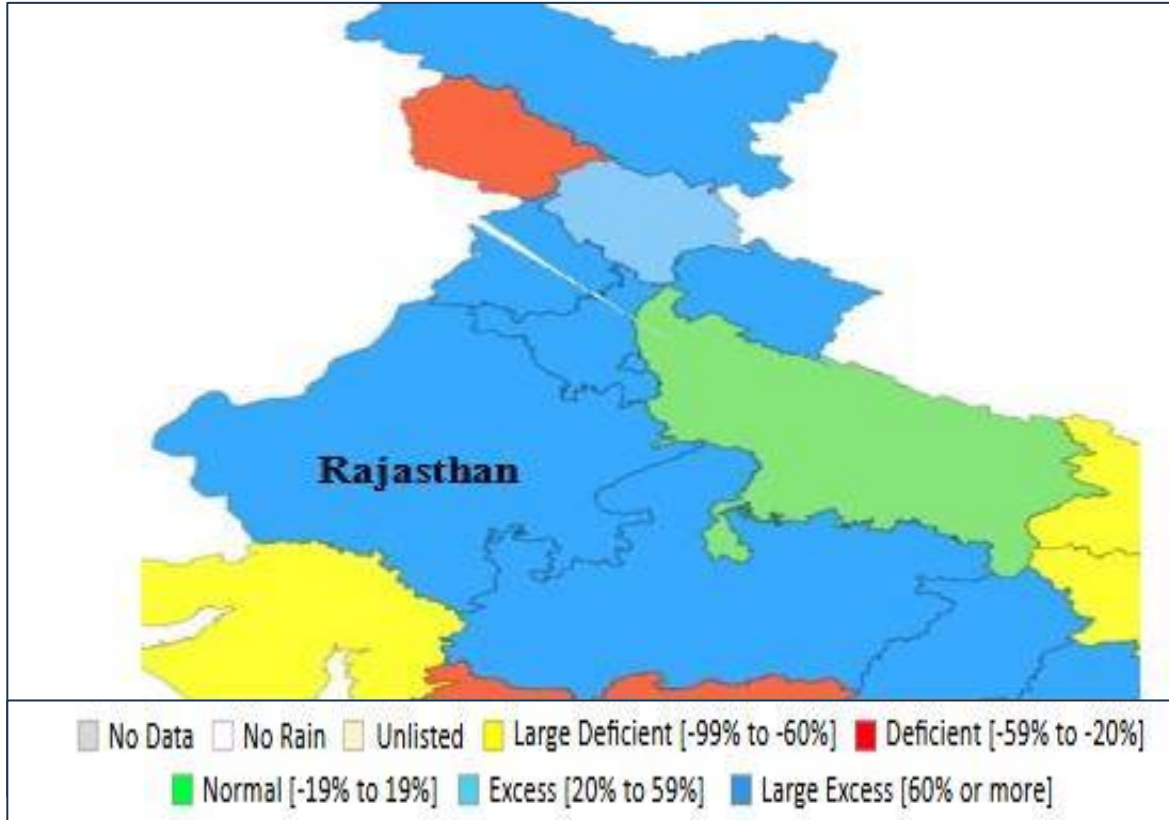 Rajasthan
No Data No Rain Unlisted Large Deficient [-99% to -60%] Deficient [-59% to -20%]
Normal [-19% to 19%] Excess [20% to 59%] Large Excess [60% or more]